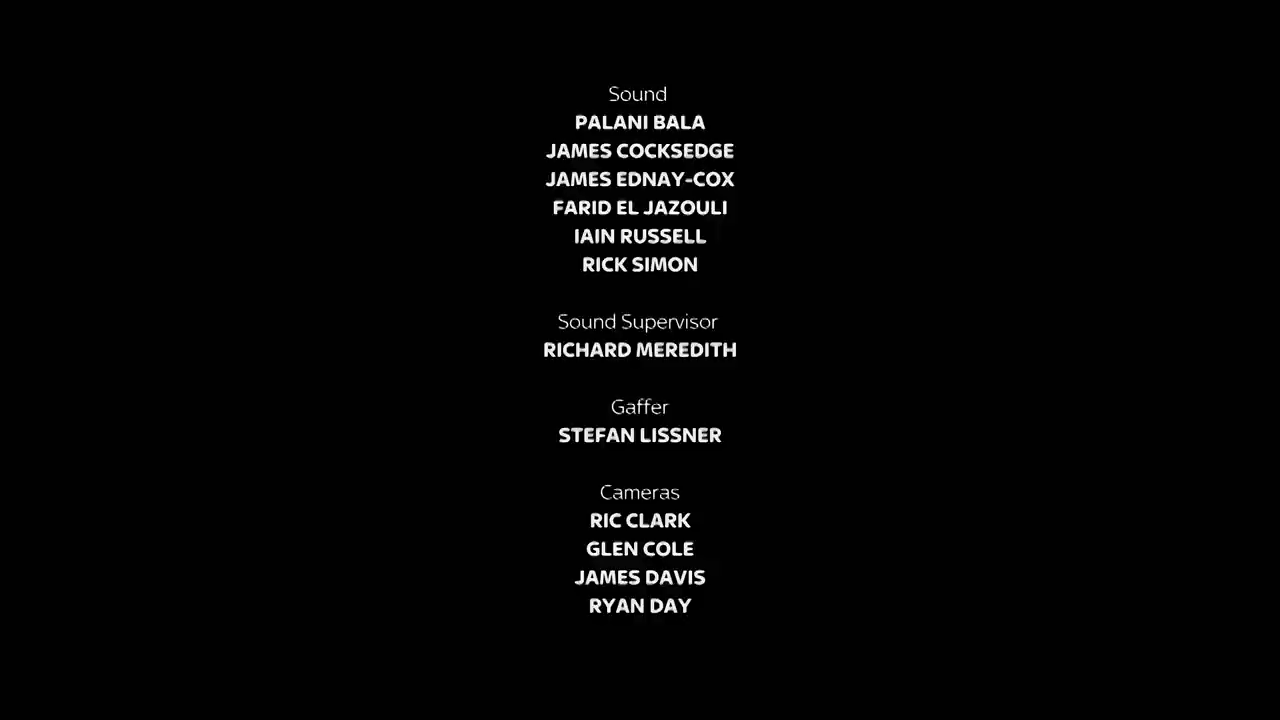 Sound
PALANI BALA
JAMES COCKSEDGE
JAMES EDNAY-COX
FARID EL JAZOULI
IAIN RUSSELL
RICK SIMON
Sound Supervisor
RICHARD MEREDITH
Gaffer
STEFAN LISSNER
Cameras
RIC CLARK
GLEN COLE
JAMES DAVIS
RYAN DAY